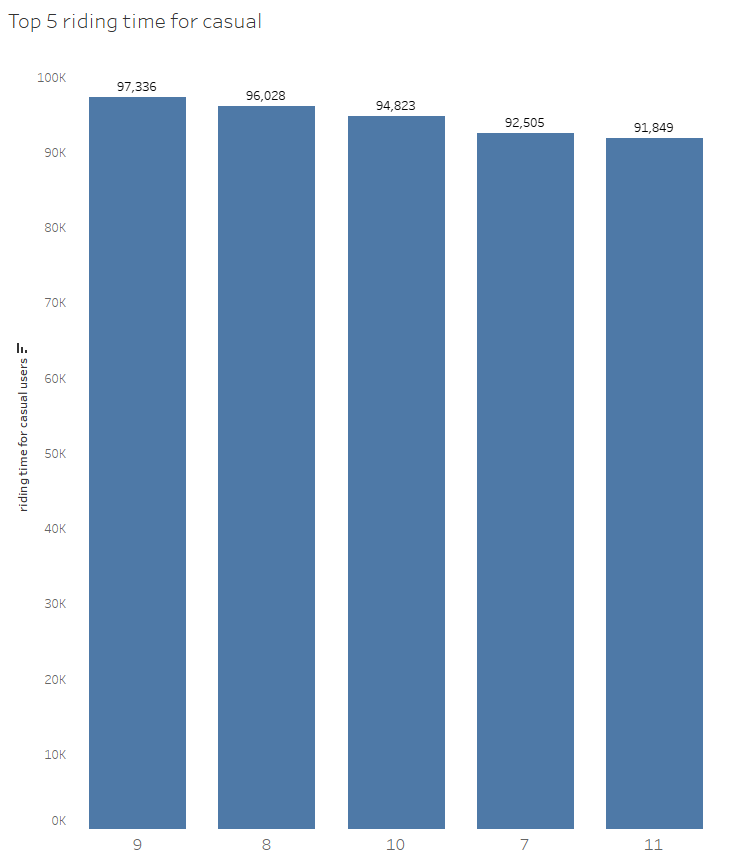 Top 5 riding time for casual
100K
90K
80K
70K
60K
50K
40K
30K
20K
10K
0K
riding time for casual users
97,336
96,028
94,823
92,505
91,849
9
8
10
7
11